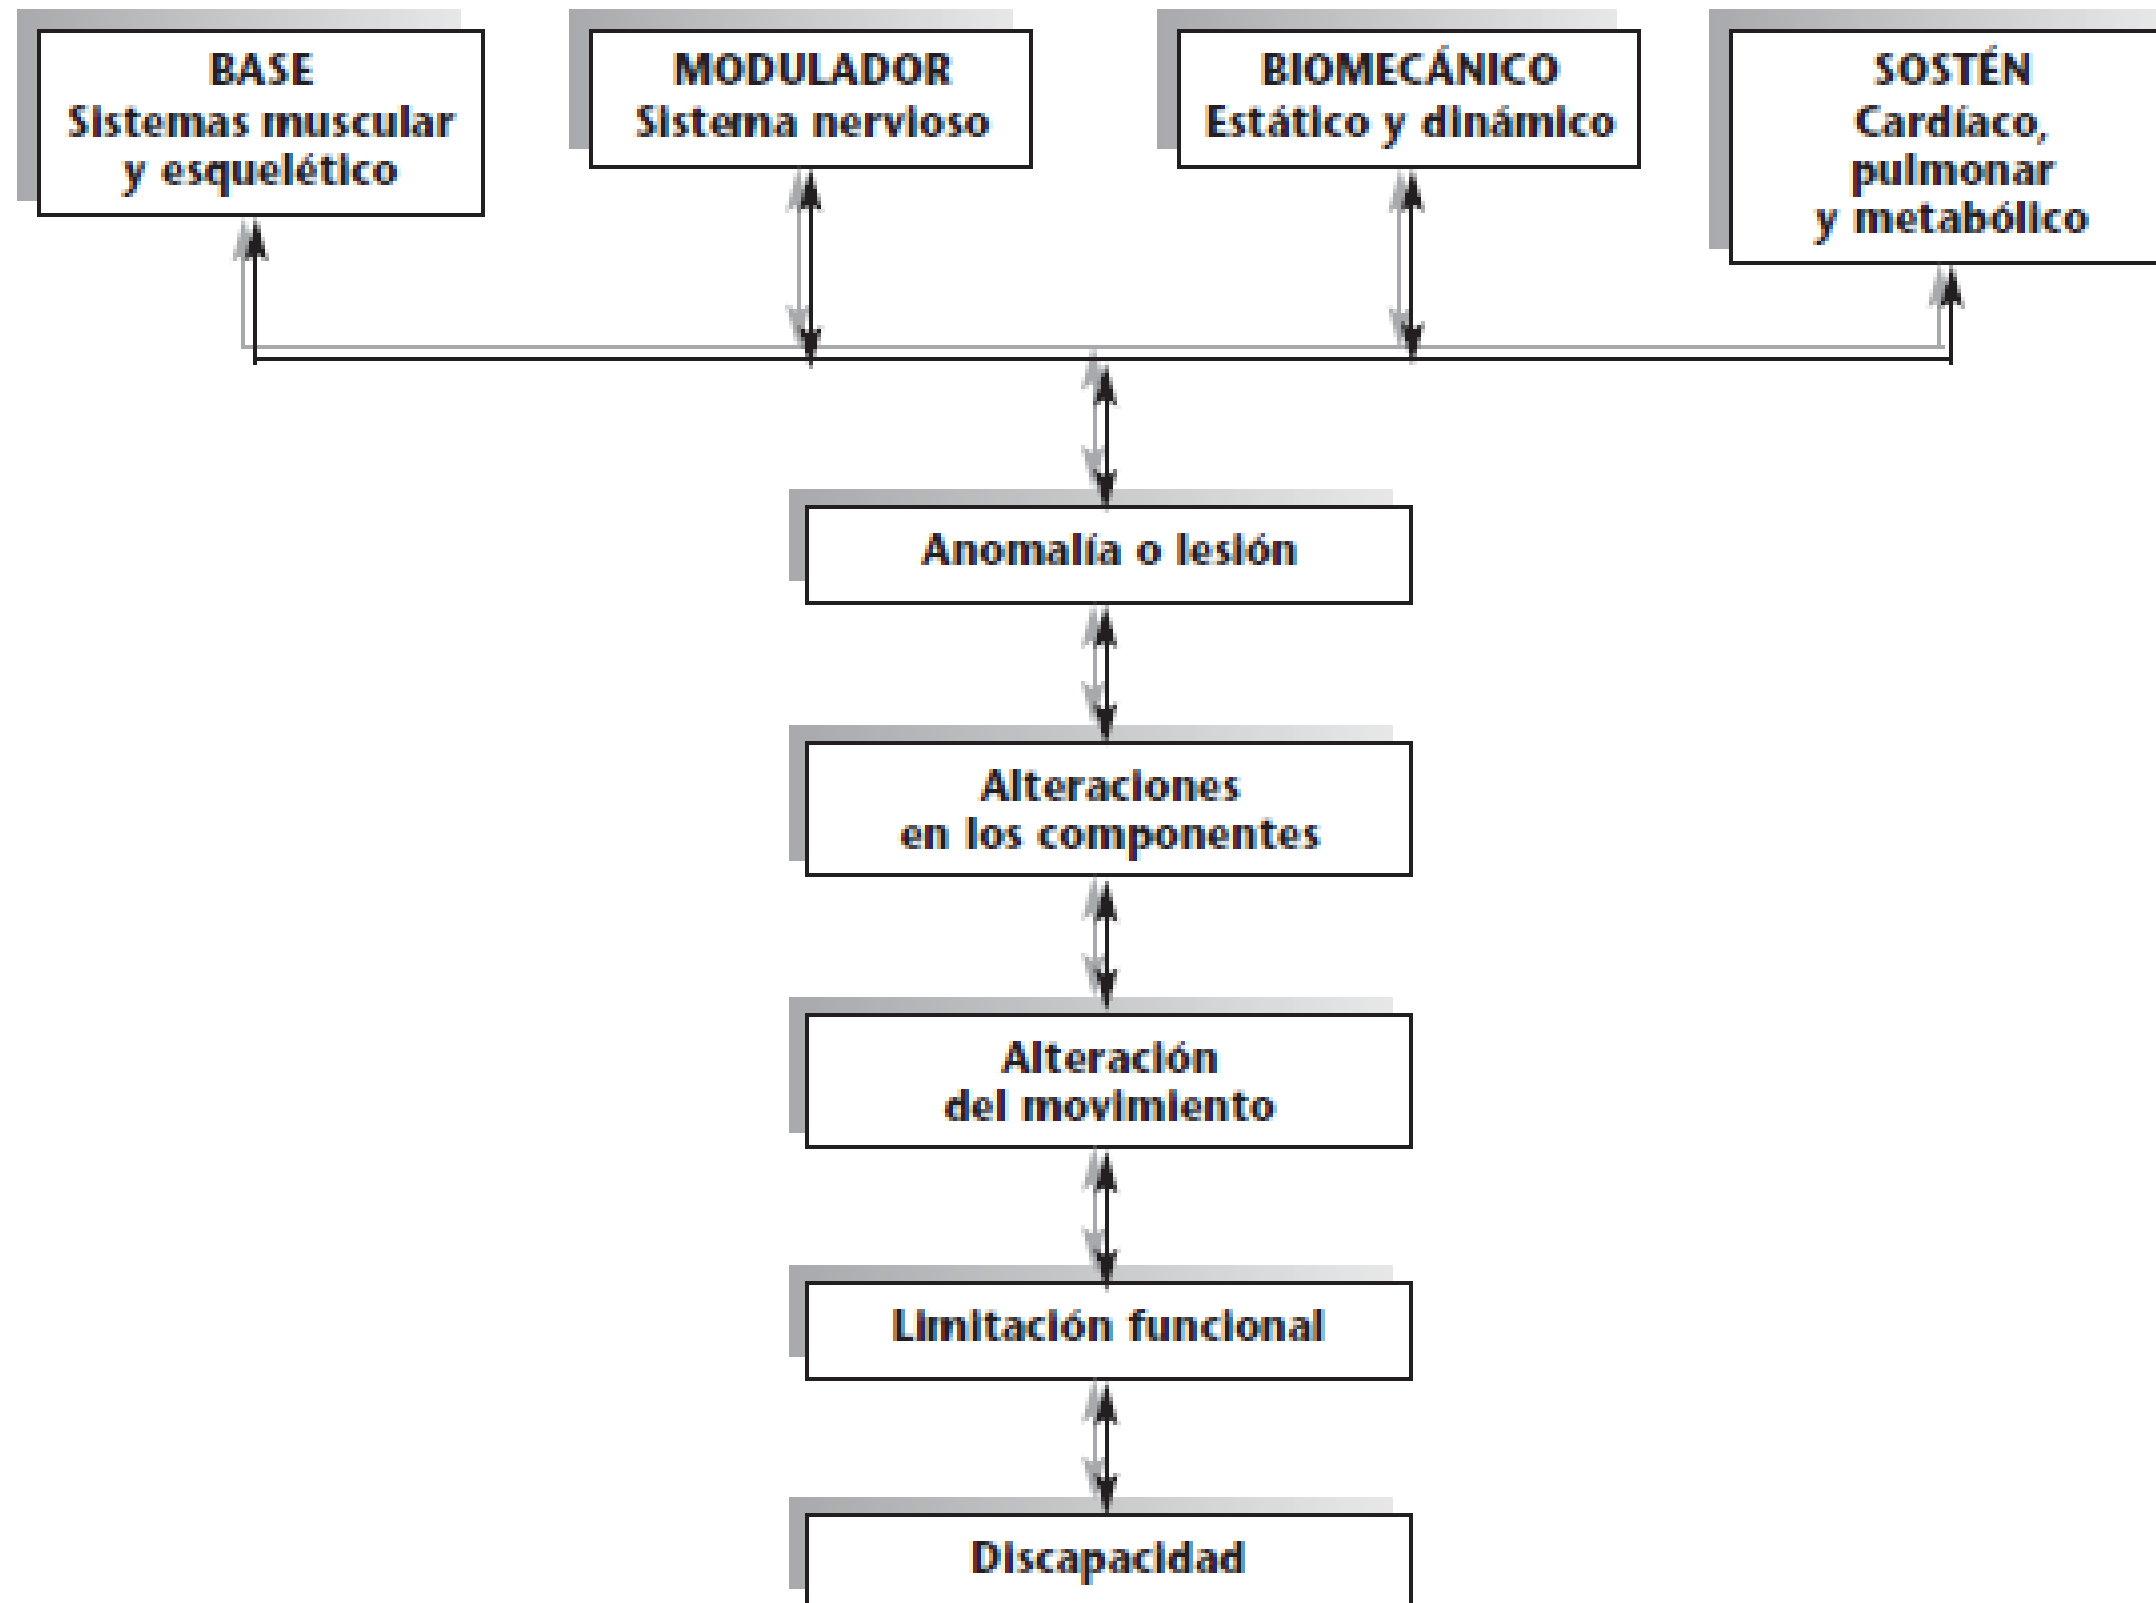 BASE
Sistemas muscular
y esquelético
MODULADOR
Sistema nervioso
BIOMECÁNICO
Estático y dinámico
SOSTÉN
Cardíaco,
pulmonar
y metabólico
Anomalía o lesión
Alteraciones
en los componentes
Alteración
del movimiento
Limitación funcional
Discapacidad